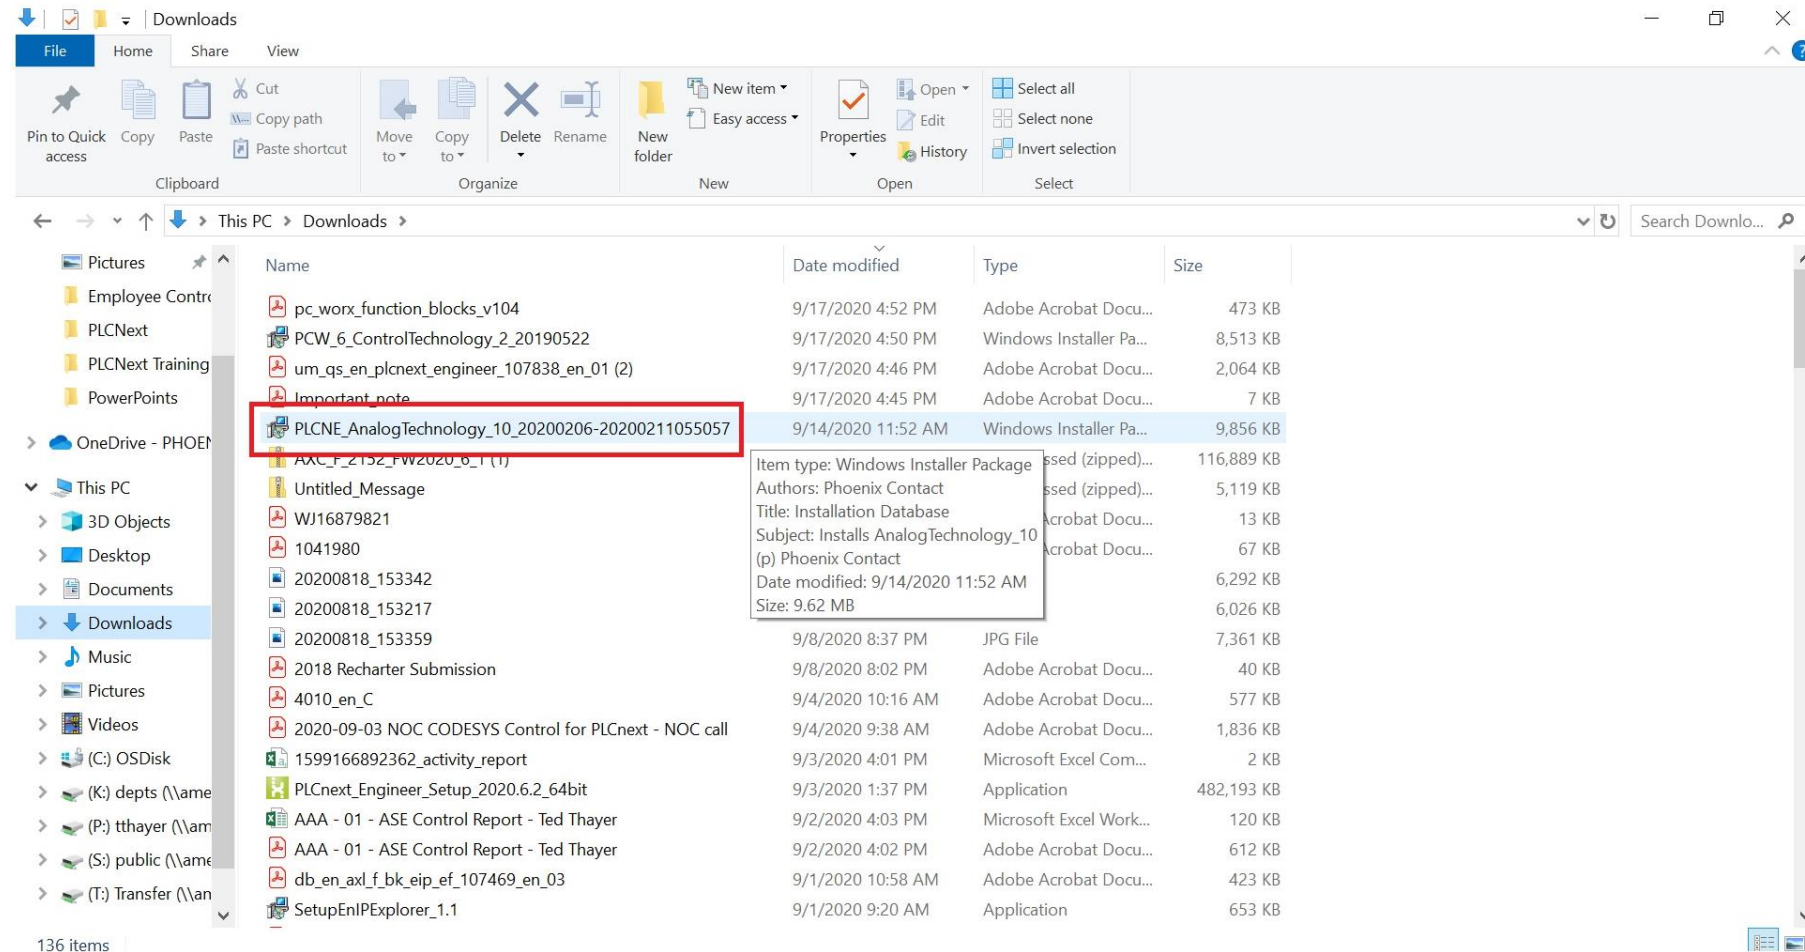 Downloads
File Home Share View
Pin to Quick access
Copy
Paste
Cut
Copy path
Paste shortcut
Clipboard
Move to
Copy to
Delete
Rename
Organize
New folder
New item
Easy access
New
Properties
Open
Edit
History
Open
Select all
Select none
Invert selection
Select
This PC > Downloads >
Search Downlo...
Pictures
Employee Contro
PLCNext
PLCNext Training
PowerPoints
OneDrive - PHOEN
This PC
3D Objects
Desktop
Documents
Downloads
Music
Pictures
Videos
(C:) OSDisk
(K:) depts (\\ame
(P:) tthayer (\\am
(S:) public (\\ame
(T:) Transfer (\\am
Name Date modified Type Size
pc_worx_function_blocks_v104 9/17/2020 4:52 PM Adobe Acrobat Docu... 473 KB
PCW_6_ControlTechnology_2_20190522 9/17/2020 4:50 PM Windows Installer Pa... 8,513 KB
um_qs_en_plcnext_engineer_107838_en_01 (2) 9/17/2020 4:46 PM Adobe Acrobat Docu... 2,064 KB
Important_note 9/17/2020 4:45 PM Adobe Acrobat Docu... 7 KB
PLCNE_AnalogTechnology_10_20200206-20200211055057 9/14/2020 11:52 AM Windows Installer Pa... 9,856 KB
AXC_F_2152_FW2020_6_1 (1) ssed (zipped)... 116,889 KB
Untitled_Message ssed (zipped)... 5,119 KB
WJ16879821 Acrobat Docu... 13 KB
1041980 Acrobat Docu... 67 KB
20200818_153342 6,292 KB
20200818_153217 6,026 KB
20200818_153359 9/8/2020 8:37 PM JPG File 7,361 KB
2018 Recharter Submission 9/8/2020 8:02 PM Adobe Acrobat Docu... 40 KB
4010_en_C 9/4/2020 10:16 AM Adobe Acrobat Docu... 577 KB
2020-09-03 NOC CODESYS Control for PLCnext - NOC call 9/4/2020 9:38 AM Adobe Acrobat Docu... 1,836 KB
1599166892362_activity_report 9/3/2020 4:01 PM Microsoft Excel Com... 2 KB
PLCnext_Engineer_Setup_2020.6.2_64bit 9/3/2020 1:37 PM Application 482,193 KB
AAA - 01 - ASE Control Report - Ted Thayer 9/2/2020 4:03 PM Microsoft Excel Work... 120 KB
AAA - 01 - ASE Control Report - Ted Thayer 9/2/2020 4:02 PM Adobe Acrobat Docu... 612 KB
db_en_axl_f_bk_eip_ef_107469_en_03 9/1/2020 10:58 AM Adobe Acrobat Docu... 423 KB
SetupEnIPExplorer_1.1 9/1/2020 9:20 AM Application 653 KB
Item type: Windows Installer Package
Authors: Phoenix Contact
Title: Installation Database
Subject: Installs AnalogTechnology_10
(p) Phoenix Contact
Date modified: 9/14/2020 11:52 AM
Size: 9.62 MB
136 items